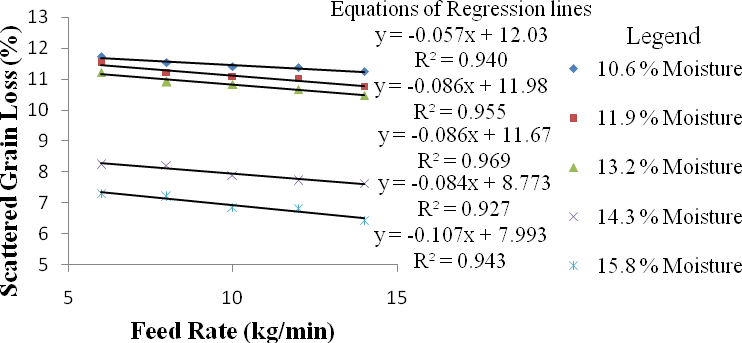 Equations of Regression lines
y = -0.057x + 12.03
R² = 0.940
y = -0.086x + 11.98
R² = 0.955
y = -0.086x + 11.67
R² = 0.969
y = -0.084x + 8.773
R² = 0.927
y = -0.107x + 7.993
R² = 0.943
Legend
10.6 % Moisture
11.9 % Moisture
13.2 % Moisture
14.3 % Moisture
15.8 % Moisture
Scattered Grain Loss (%)
13
12
11
10
9
8
7
6
5
5
10
15
Feed Rate (kg/min)